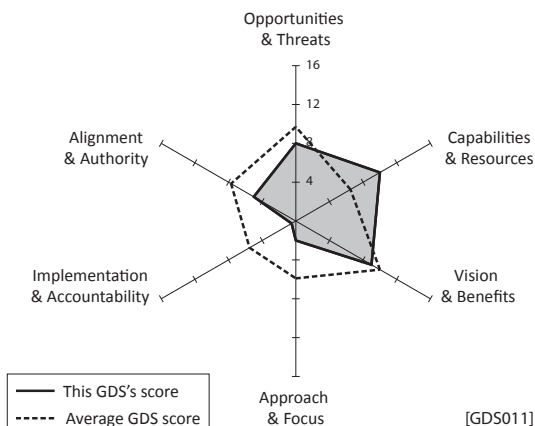 Opportunities
& Threats
16
12
8
4
Alignment
& Authority
Capabilities
& Resources
Implementation
& Accountability
Vision
& Benefits
Approach
& Focus
This GDS's score
Average GDS score
[GDS011]